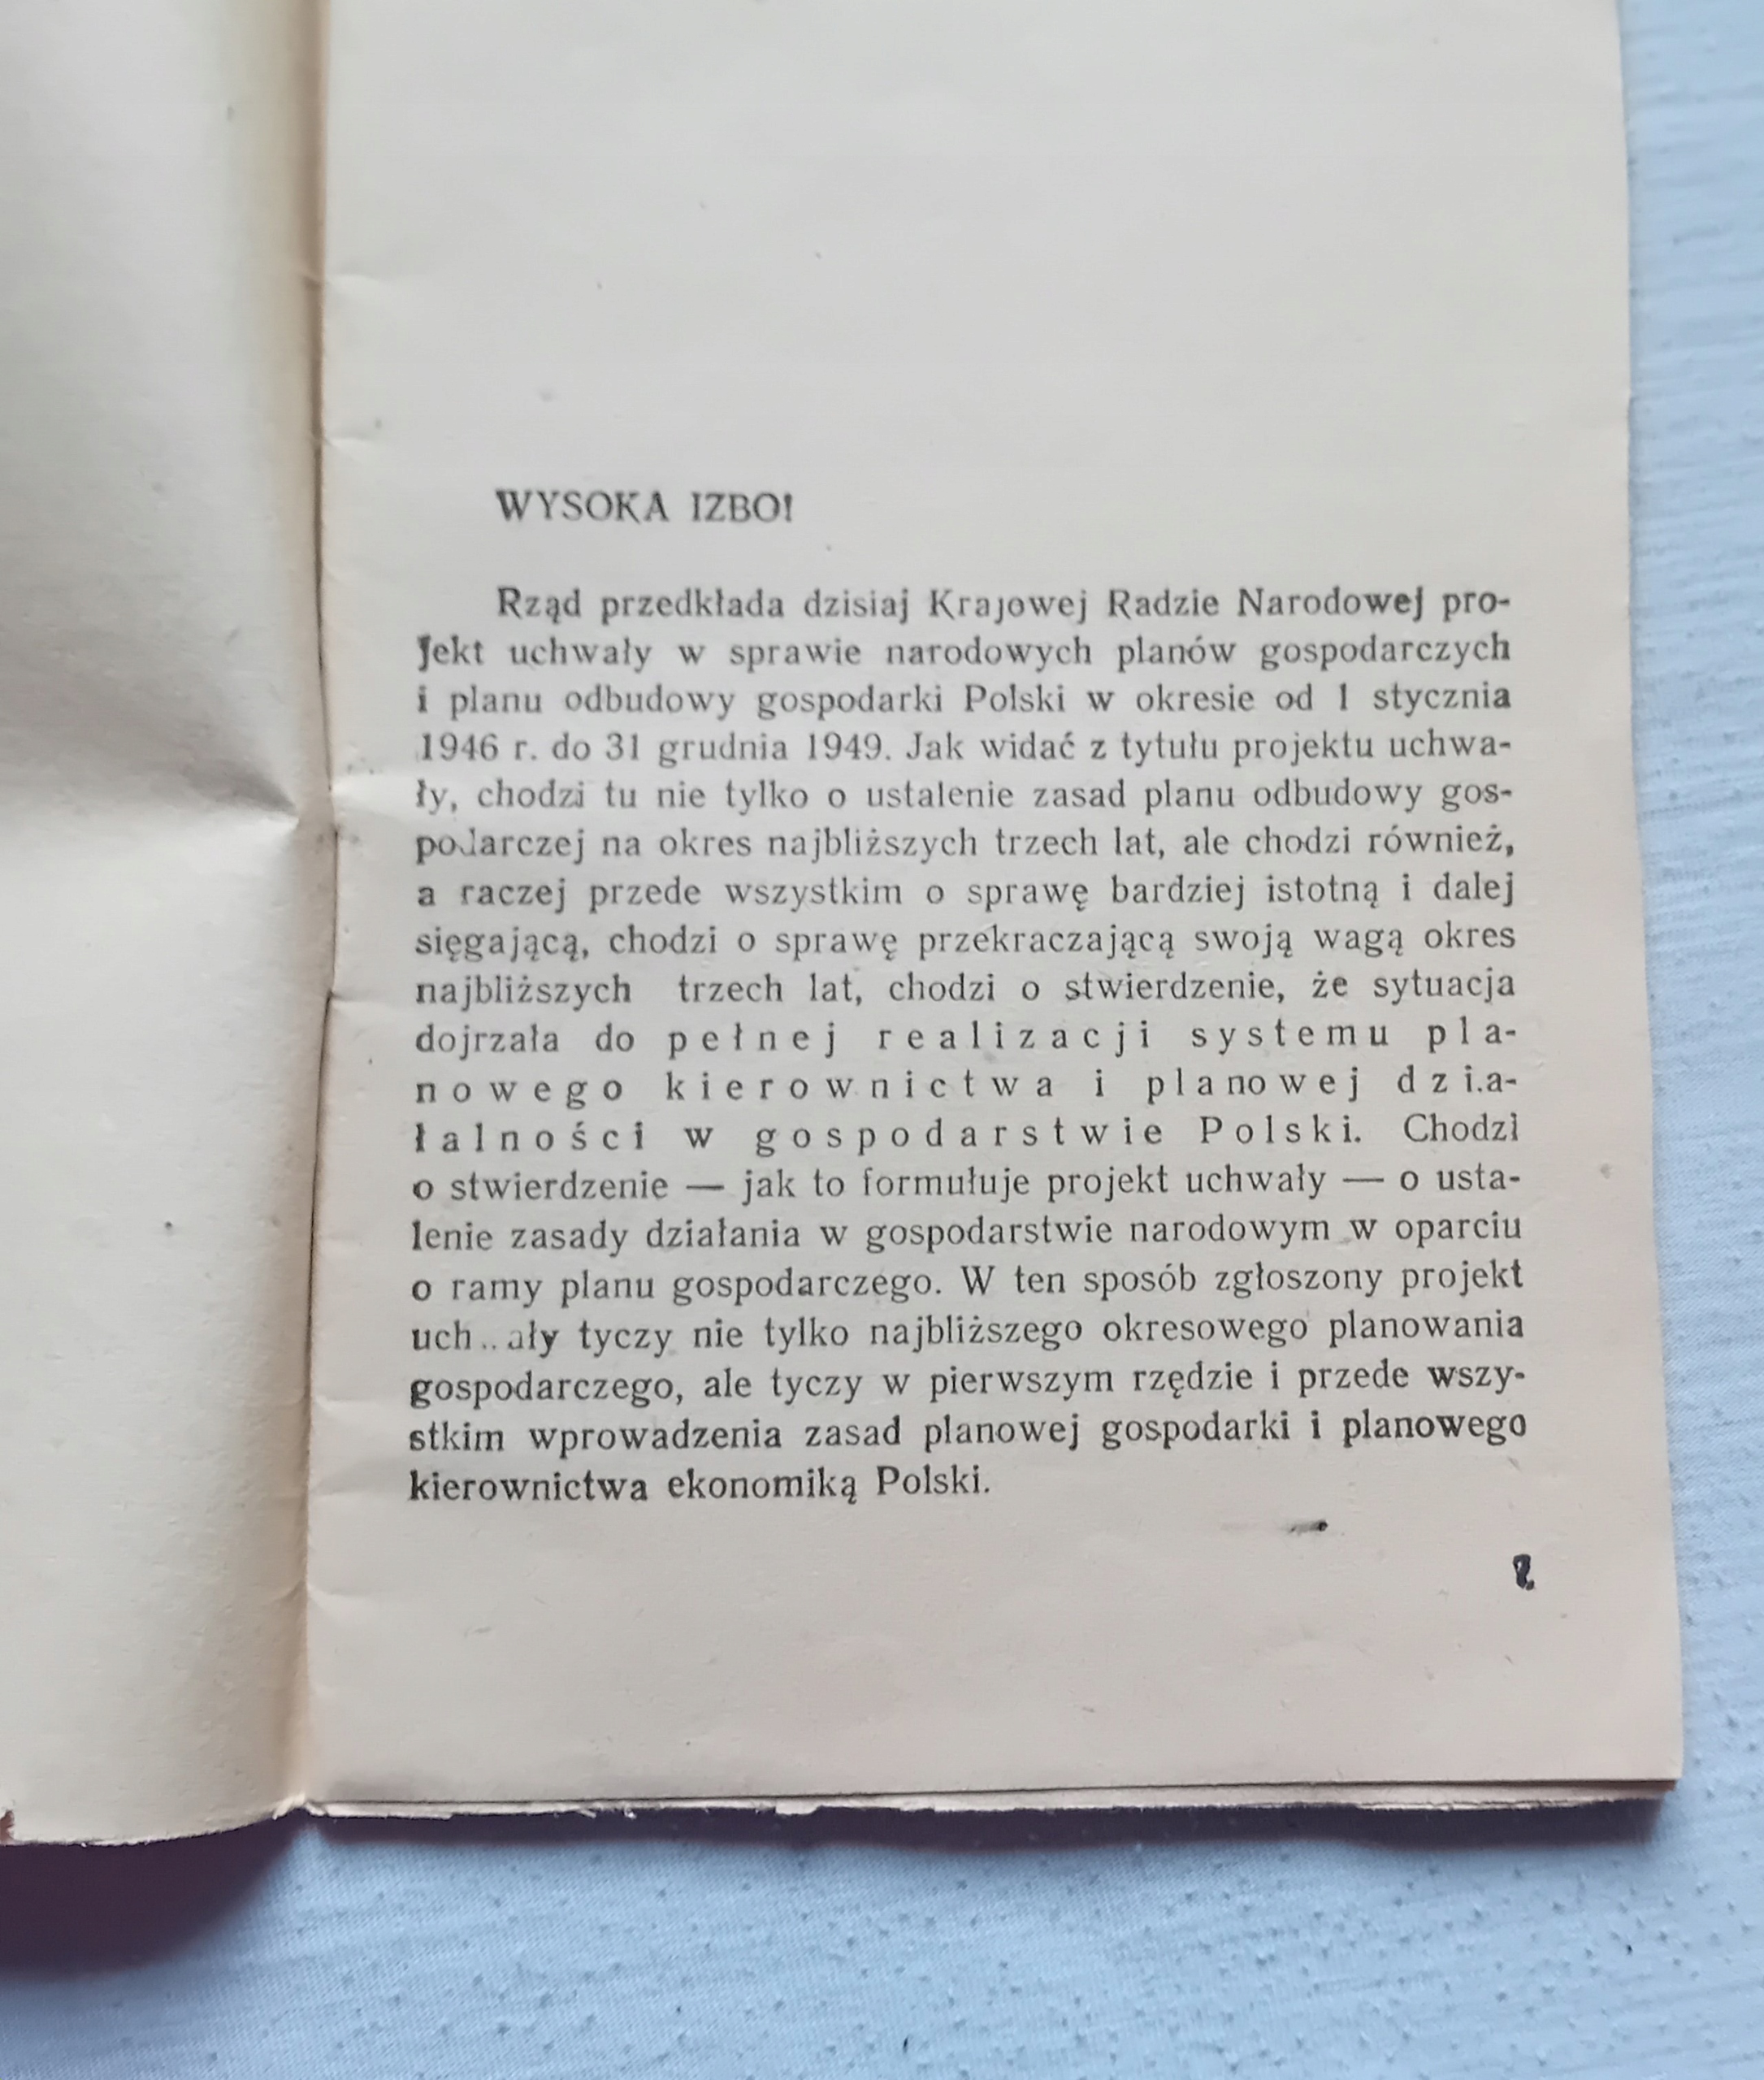 WYSOKA IZBO!
Rząd przedkłada dzisiaj Krajowej Radzie Narodowej pro-
jekt uchwały w sprawie narodowych planów gospodarczych
i planu odbudowy gospodarki Polski w okresie od 1 stycznia
1946 r. do 31 grudnia 1949. Jak widać z tytułu projektu uchwa-
ły, chodzi tu nie tylko o ustalenie zasad planu odbudowy gos-
podarczej na okres najbliższych trzech lat, ale chodzi również,
a raczej przede wszystkim o sprawę bardziej istotną i dalej
sięgającą, chodzi o sprawę przekraczającą swoją wagą okres
najbliższych trzech lat, chodzi o stwierdzenie, że sytuacja
dojrzała do pełnej realizacji systemu pla-
nowego kierownictwa i planowej dzia-
łalności w gospodarstwie Polski. Chodzi
o stwierdzenie — jak to formułuje projekt uchwały — o usta-
lenie zasady działania w gospodarstwie narodowym w oparciu
o ramy planu gospodarczego. W ten sposób zgłoszony projekt
uch..ały tyczy nie tylko najbliższego okresowego planowania
gospodarczego, ale tyczy w pierwszym rzędzie i przede wszy-
stkim wprowadzenia zasad planowej gospodarki i planowego
kierownictwa ekonomiką Polski.